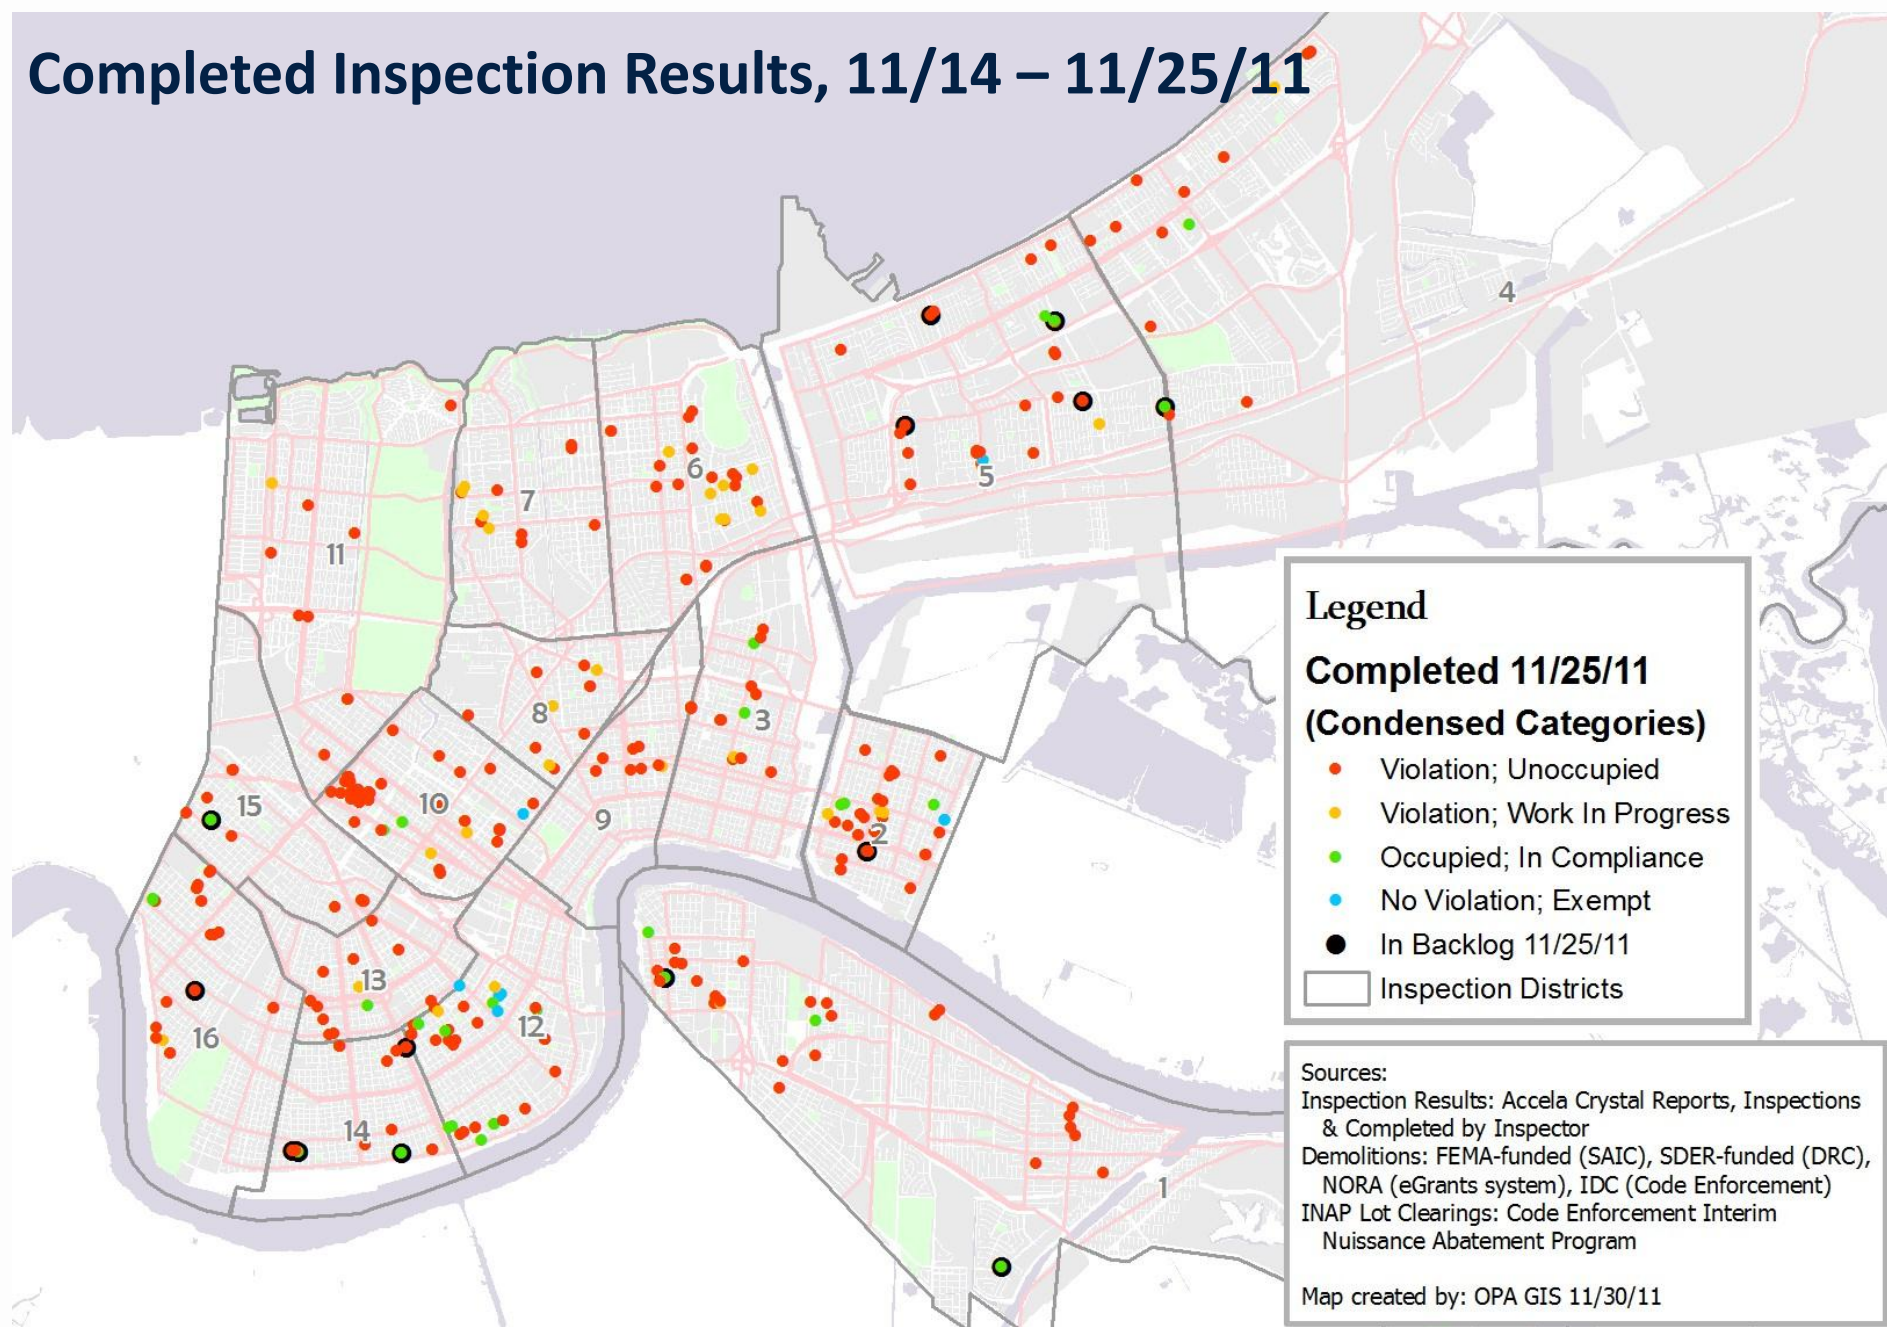 Completed Inspection Results, 11/14 – 11/25/11
4
6
5
7
11
3
8
10
15
9
2
13
12
16
14
1
Legend
Completed 11/25/11
(Condensed Categories)
Violation; Unoccupied
Violation; Work In Progress
Occupied; In Compliance
No Violation; Exempt
In Backlog 11/25/11
Inspection Districts
Sources:
Inspection Results: Accela Crystal Reports, Inspections
& Completed by Inspector
Demolitions: FEMA-funded (SAIC), SDER-funded (DRC),
NORA (eGrants system), IDC (Code Enforcement)
INAP Lot Clearings: Code Enforcement Interim
Nuissance Abatement Program
Map created by: OPA GIS 11/30/11